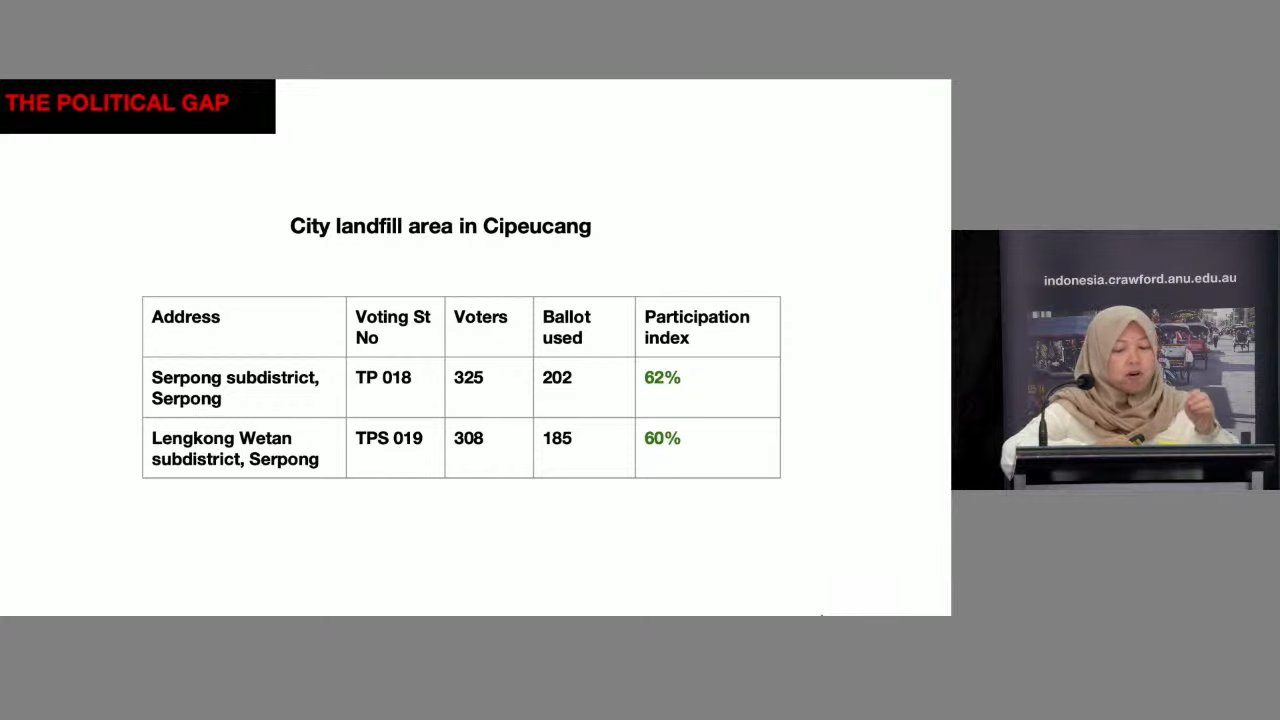 THE POLITICAL GAP
City landfill area in Cipeucang
Address
Voting St
No
Voters
Ballot
used
Participation
index
Serpong subdistrict,
Serpong
TP 018
325
202
62%
Lengkong Wetan
subdistrict, Serpong
TPS 019
308
185
60%
indonesia.crawford.anu.edu.au